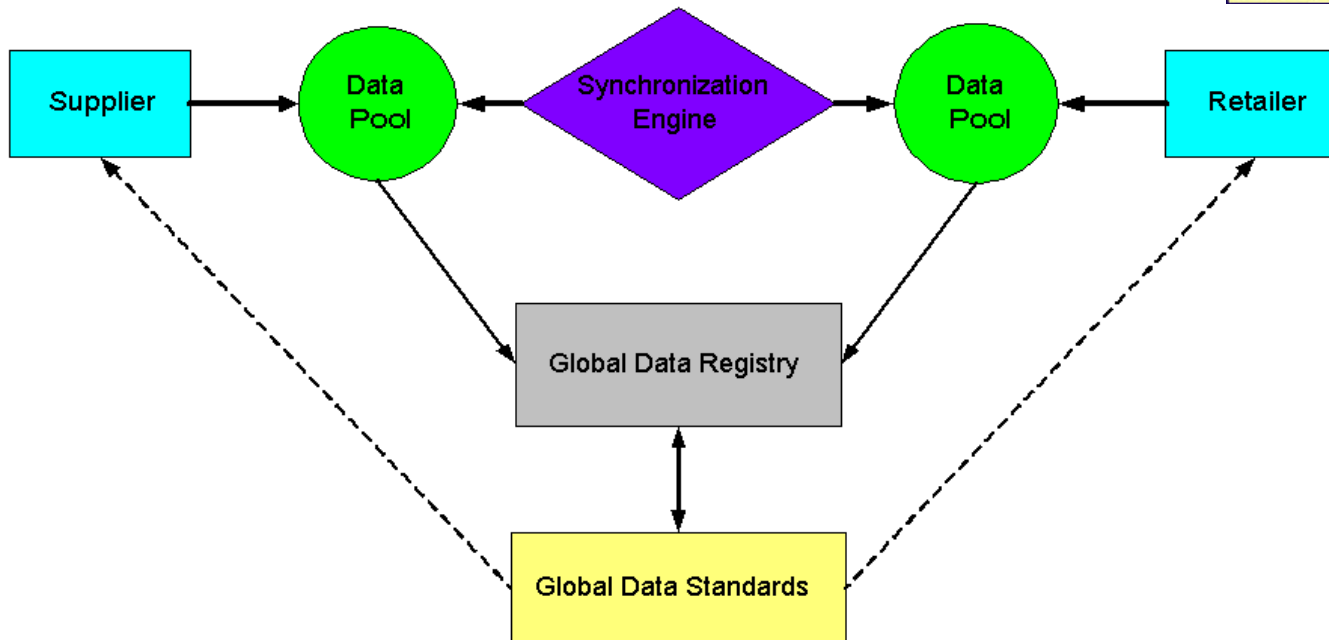 Supplier
Data
Pool
Synchronization
Engine
Data
Pool
Retailer
Global Data Registry
Global Data Standards